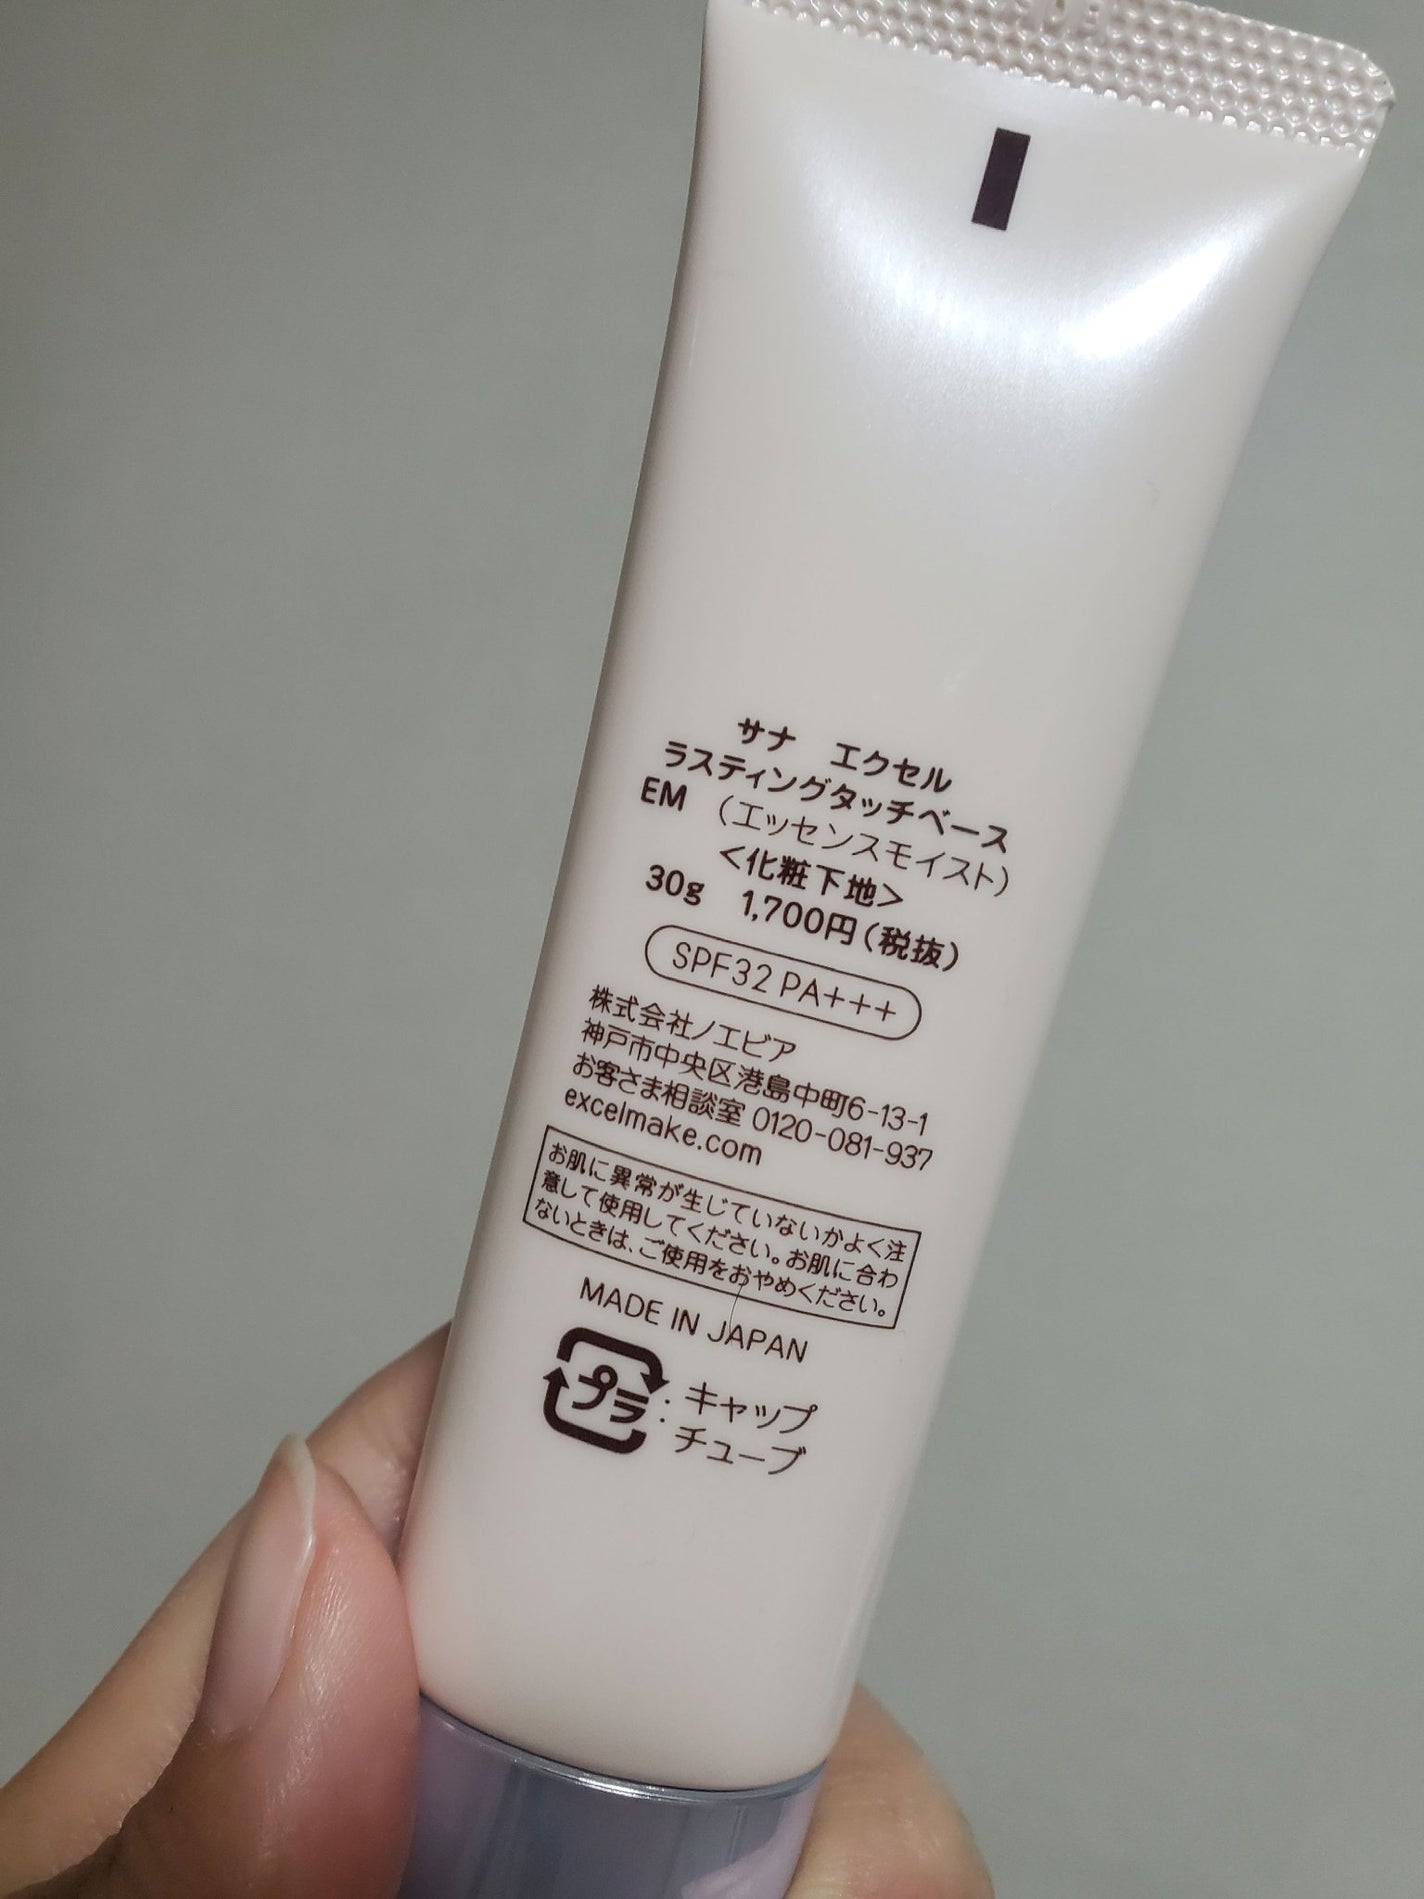 サナ エクセル
ラスティングタッチベース
EM (エッセンスモイスト)
<化粧下地>
30g 1,700円(税抜)
SPF32 PA+++
株式会社ノエビア
神戸市中央区港島中町6-13-1
お客さま相談室 0120-081-937
excelmake.com
お肌に異常が生じていないかよく注
意して使用してください。お肌に合わ
ないときは、ご使用をおやめください。
MADE IN JAPAN
プラ : キャップ
: チューブ